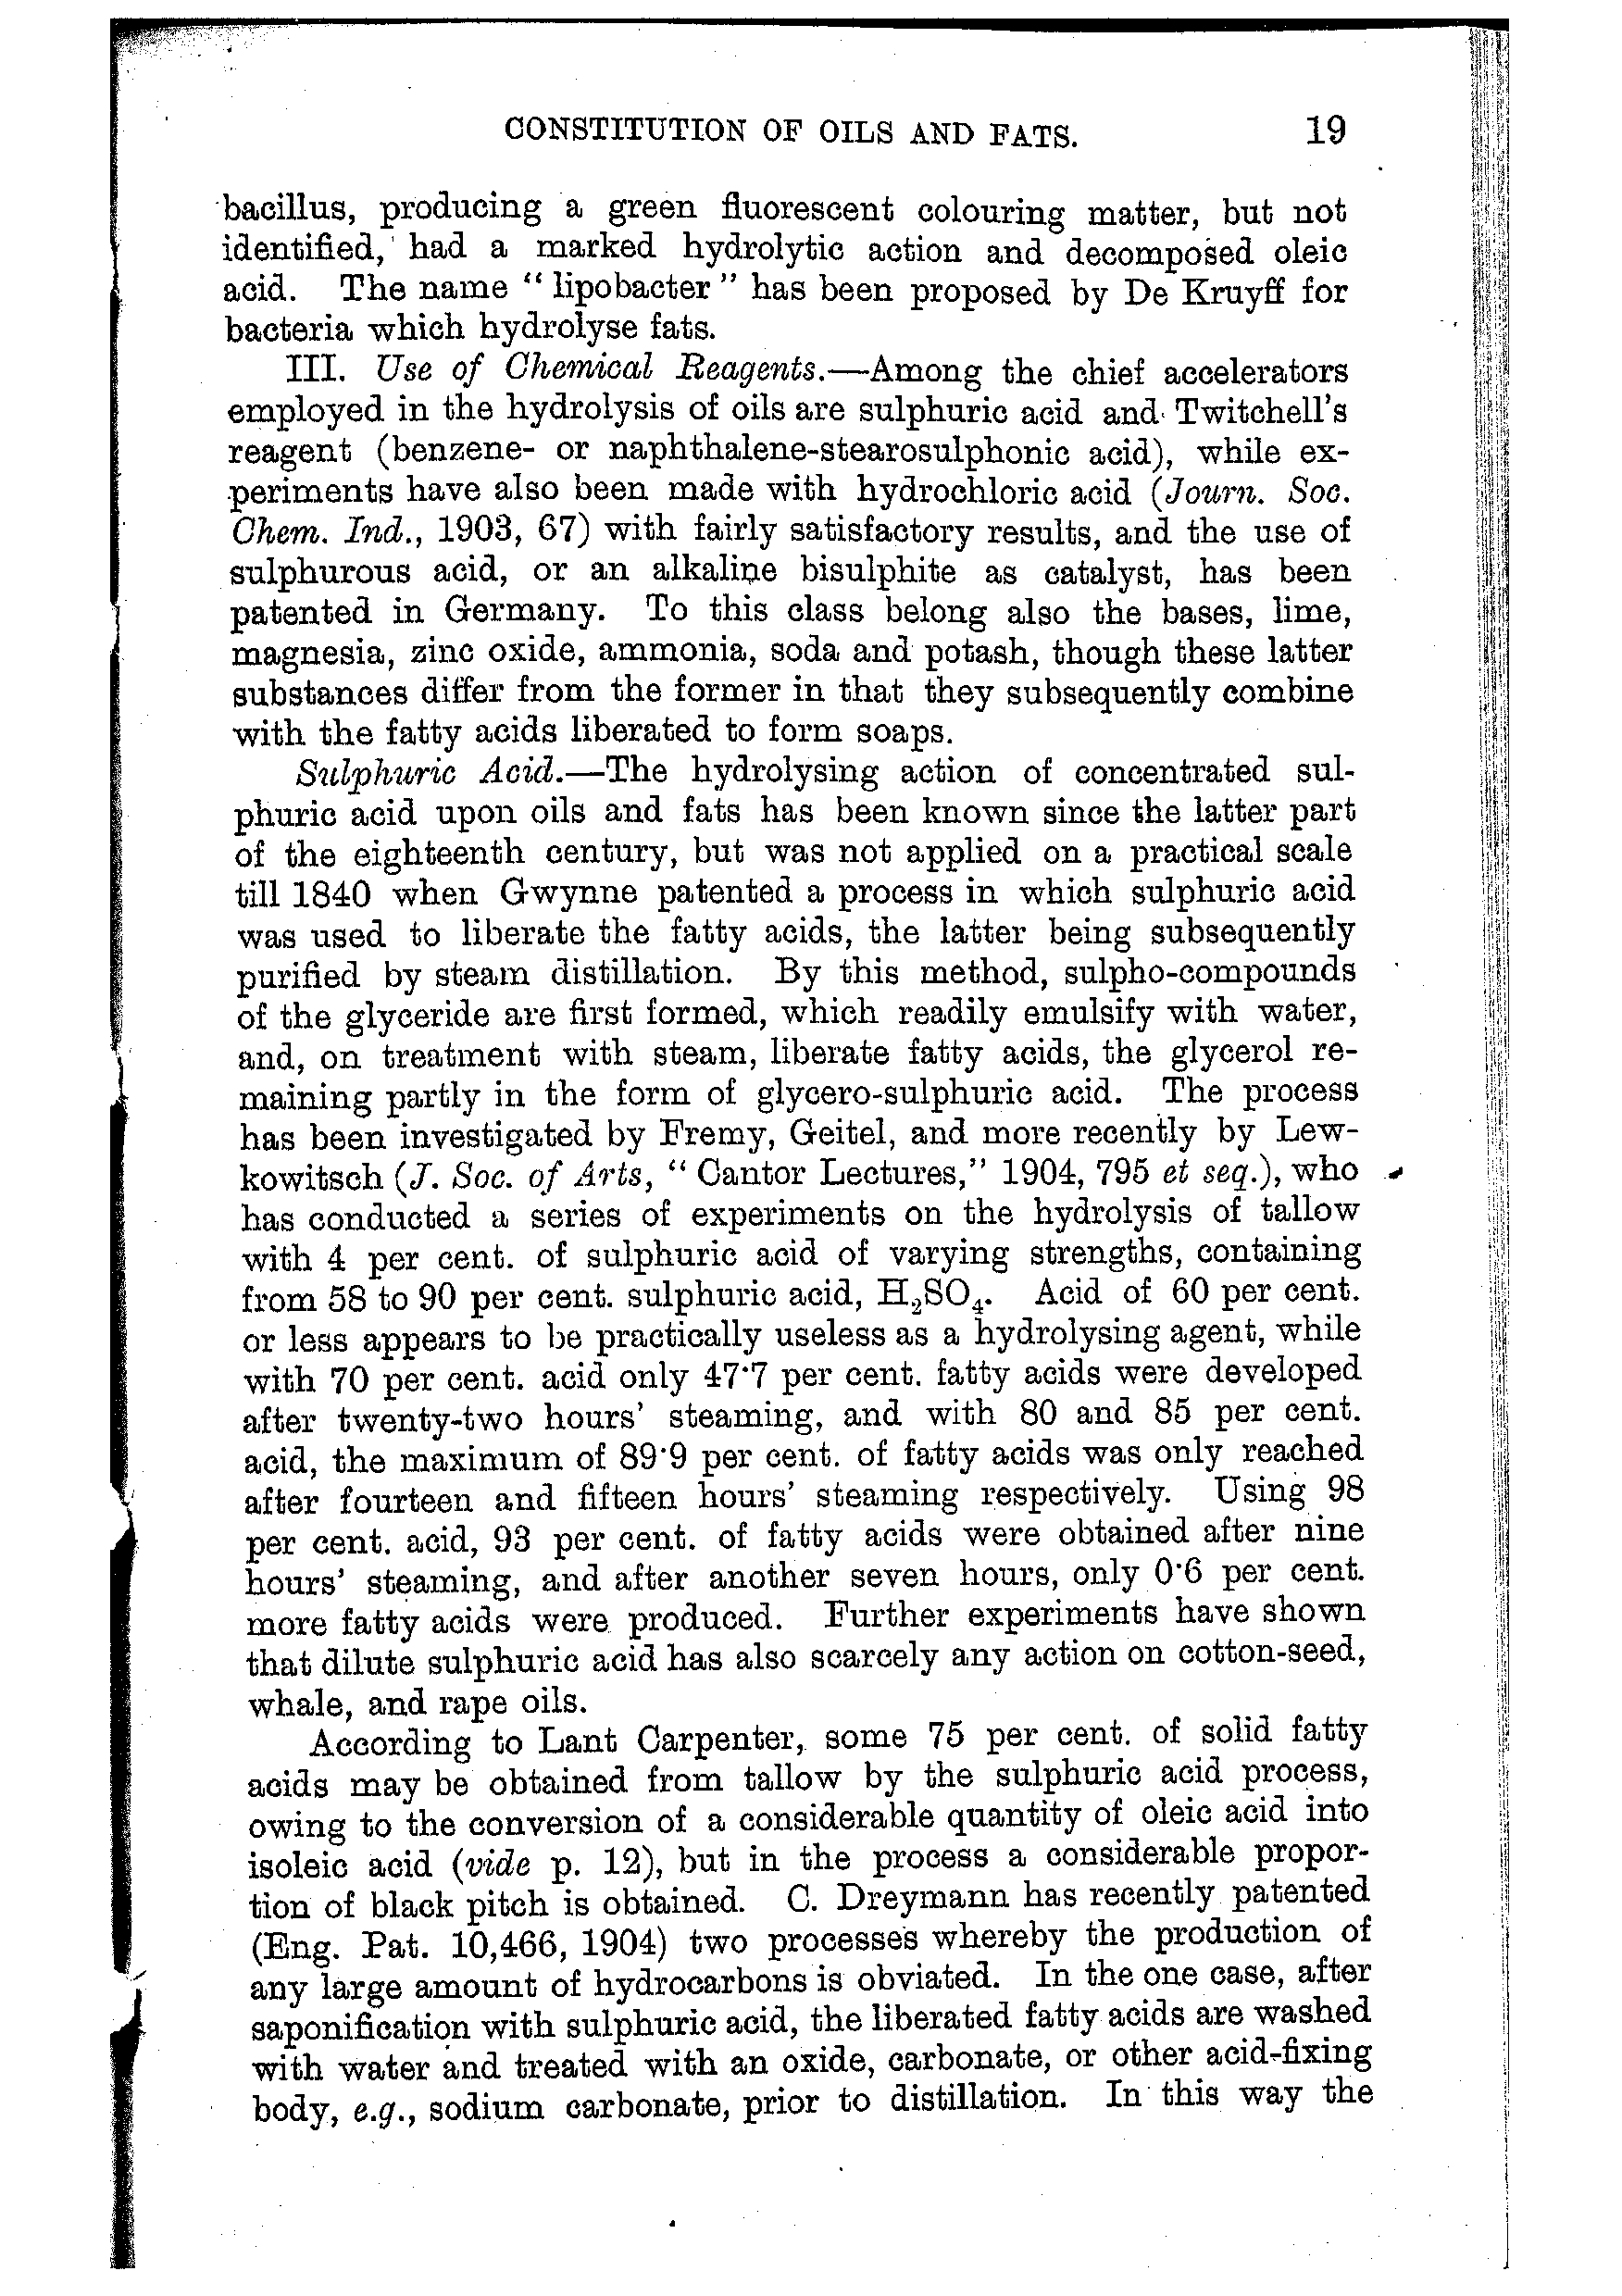 CONSTITUTION OF OILS AND FATS. 19
bacillus, producing a green fluorescent colouring matter, but not
identified, had a marked hydrolytic action and decomposed oleic
acid. The name “ lipobacter ” has been proposed by De Kruyff for
bacteria which hydrolyse fats.
III. Use of Chemical Reagents.—Among the chief accelerators
employed in the hydrolysis of oils are sulphuric acid and Twitchell's
reagent (benzene- or naphthalene-stearosulphonic acid), while ex-
periments have also been made with hydrochloric acid (Journ. Soc.
Chem. Ind., 1903, 67) with fairly satisfactory results, and the use of
sulphurous acid, or an alkaline bisulphite as catalyst, has been
patented in Germany. To this class belong also the bases, lime,
magnesia, zinc oxide, ammonia, soda and potash, though these latter
substances differ from the former in that they subsequently combine
with the fatty acids liberated to form soaps.
Sulphuric Acid.—The hydrolysing action of concentrated sul-
phuric acid upon oils and fats has been known since the latter part
of the eighteenth century, but was not applied on a practical scale
till 1840 when Gwynne patented a process in which sulphuric acid
was used to liberate the fatty acids, the latter being subsequently
purified by steam distillation. By this method, sulpho-compounds
of the glyceride are first formed, which readily emulsify with water,
and, on treatment with steam, liberate fatty acids, the glycerol re-
maining partly in the form of glycero-sulphuric acid. The process
has been investigated by Fremy, Geitel, and more recently by Lew-
kowitsch (J. Soc. of Arts, “ Cantor Lectures,” 1904, 795 et seq.), who
has conducted a series of experiments on the hydrolysis of tallow
with 4 per cent. of sulphuric acid of varying strengths, containing
from 58 to 90 per cent. sulphuric acid, H₂SO₄. Acid of 60 per cent.
or less appears to be practically useless as a hydrolysing agent, while
with 70 per cent. acid only 47·7 per cent. fatty acids were developed
after twenty-two hours' steaming, and with 80 and 85 per cent.
acid, the maximum of 89·9 per cent. of fatty acids was only reached
after fourteen and fifteen hours' steaming respectively. Using 98
per cent. acid, 93 per cent. of fatty acids were obtained after nine
hours' steaming, and after another seven hours, only 0·6 per cent.
more fatty acids were produced. Further experiments have shown
that dilute sulphuric acid has also scarcely any action on cotton-seed,
whale, and rape oils.
According to Lant Carpenter, some 75 per cent. of solid fatty
acids may be obtained from tallow by the sulphuric acid process,
owing to the conversion of a considerable quantity of oleic acid into
isoleic acid (vide p. 12), but in the process a considerable propor-
tion of black pitch is obtained. C. Dreymann has recently patented
(Eng. Pat. 10,466, 1904) two processes whereby the production of
any large amount of hydrocarbons is obviated. In the one case, after
saponification with sulphuric acid, the liberated fatty acids are washed
with water and treated with an oxide, carbonate, or other acid-fixing
body, e.g., sodium carbonate, prior to distillation. In this way the